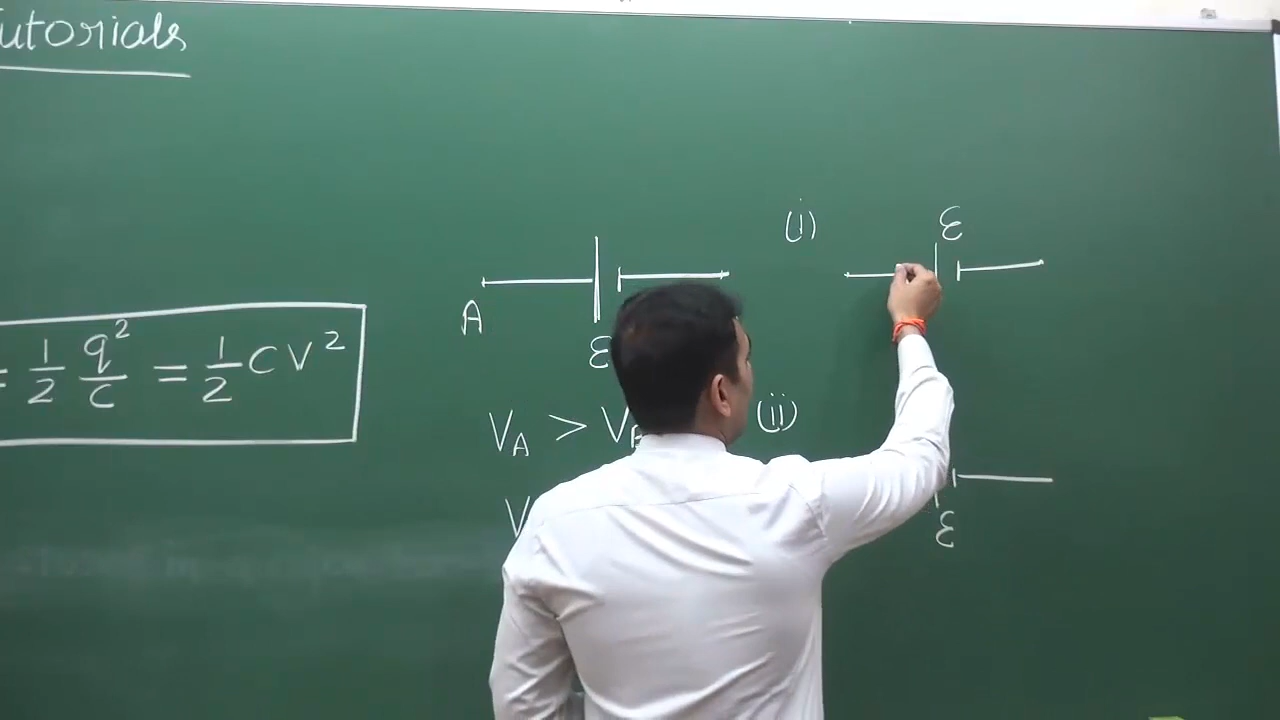 utorials
= 1/2 q²/C = 1/2 CV²
A
ε
V_A > V
V
(i)
ε
(ii)
ε